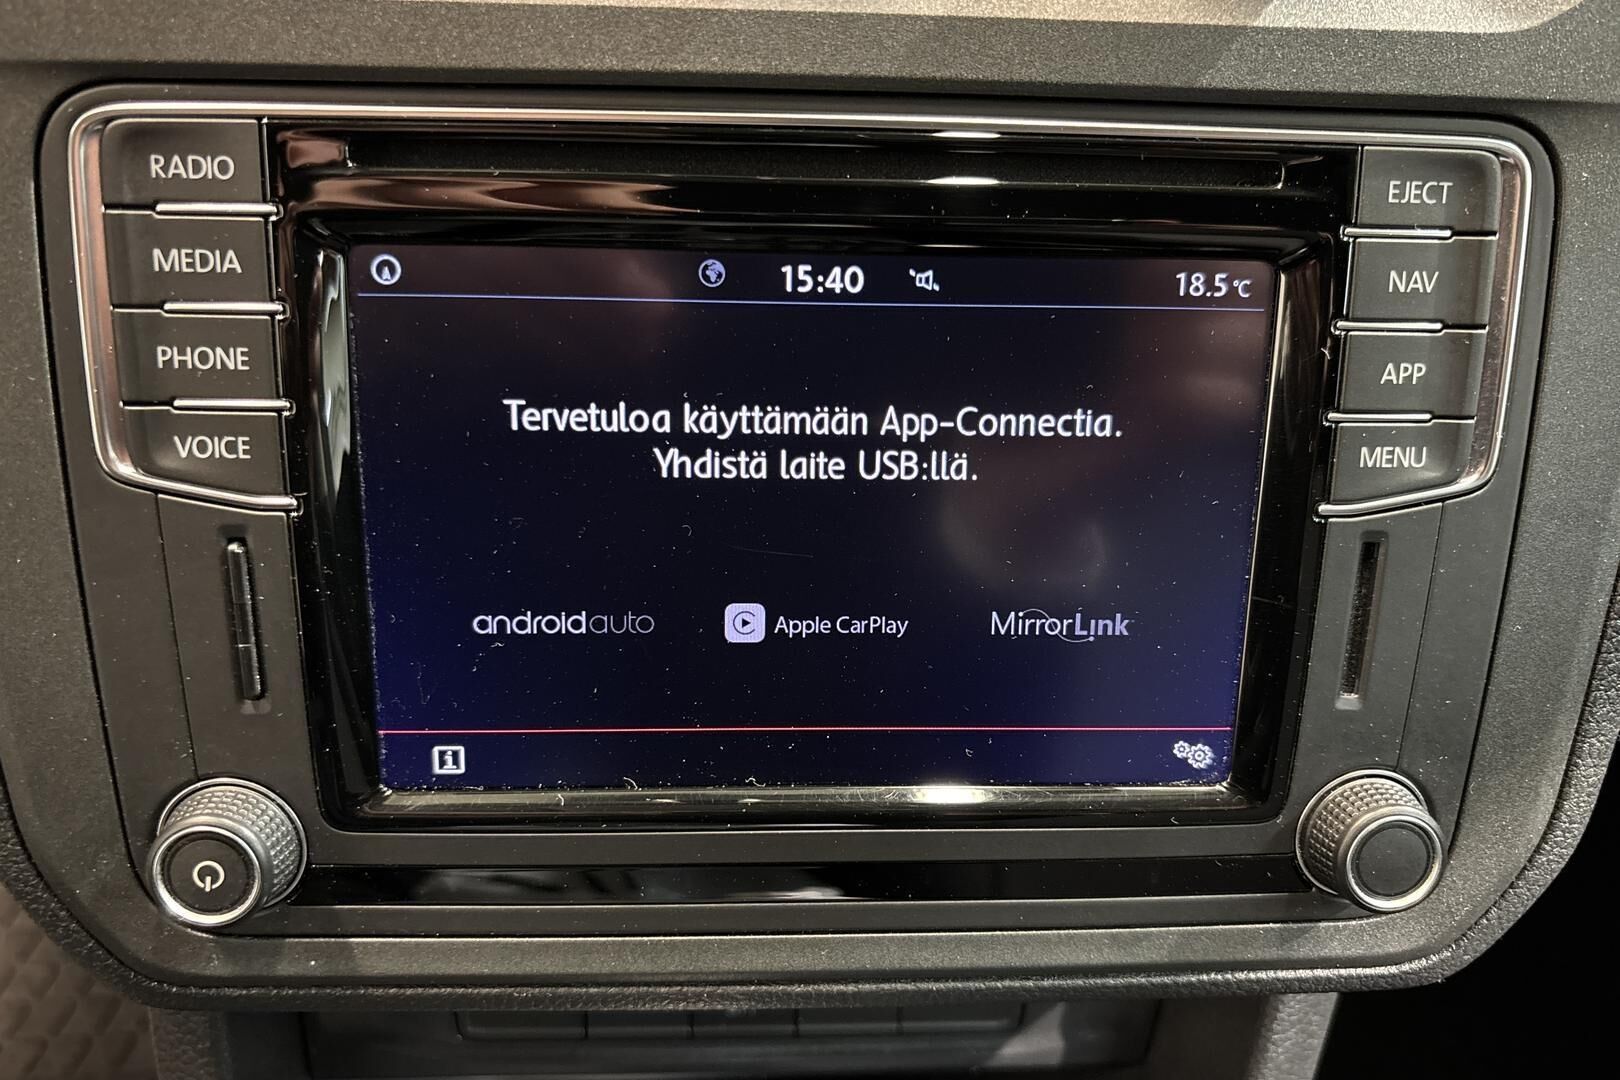 RADIO
MEDIA
PHONE
VOICE
EJECT
NAV
APP
MENU
15:40
18.5°C
Tervetuloa käyttämään App-Connectia.
Yhdistä laite USB:llä.
androidauto
Apple CarPlay
MirrorLink
i